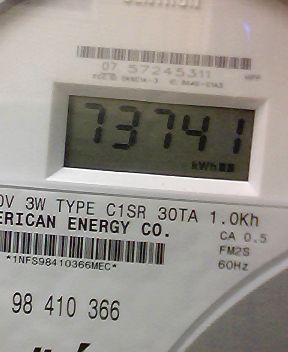 07 57245311
73741
kWh
0V 3W TYPE C1SR 30TA 1.0Kh
ERICAN ENERGY CO.
CA 0.5
FM2S
60Hz
*1NFS98410366MEC*
98 410 366